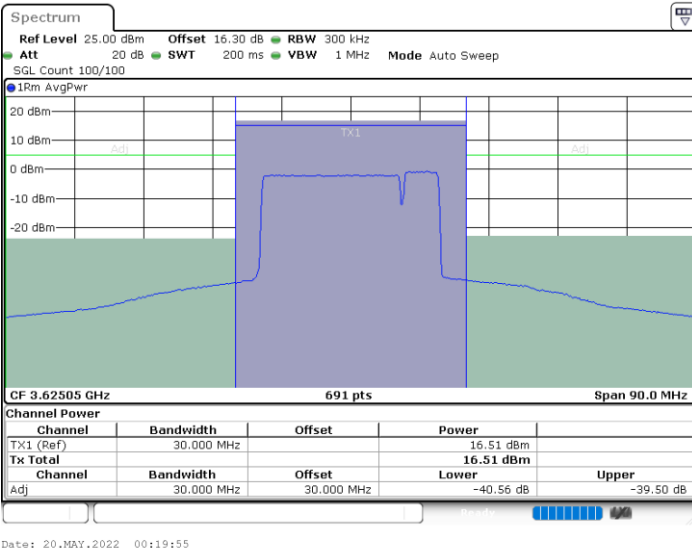 Spectrum
Ref Level 25.00 dBm Offset 16.30 dB RBW 300 kHz
Att 20 dB SWT 200 ms VBW 1 MHz Mode Auto Sweep
SGL Count 100/100
1Rm AvgPwr
20 dBm
TX1
10 dBm
Adj Adj
0 dBm
-10 dBm
-20 dBm
CF 3.62505 GHz 691 pts Span 90.0 MHz
Channel Power
Channel Bandwidth Offset Power
TX1 (Ref) 30.000 MHz 16.51 dBm
Tx Total 16.51 dBm
Channel Bandwidth Offset Lower Upper
Adj 30.000 MHz 30.000 MHz -40.56 dB -39.50 dB
Ready
Date: 20.MAY.2022 00:19:55